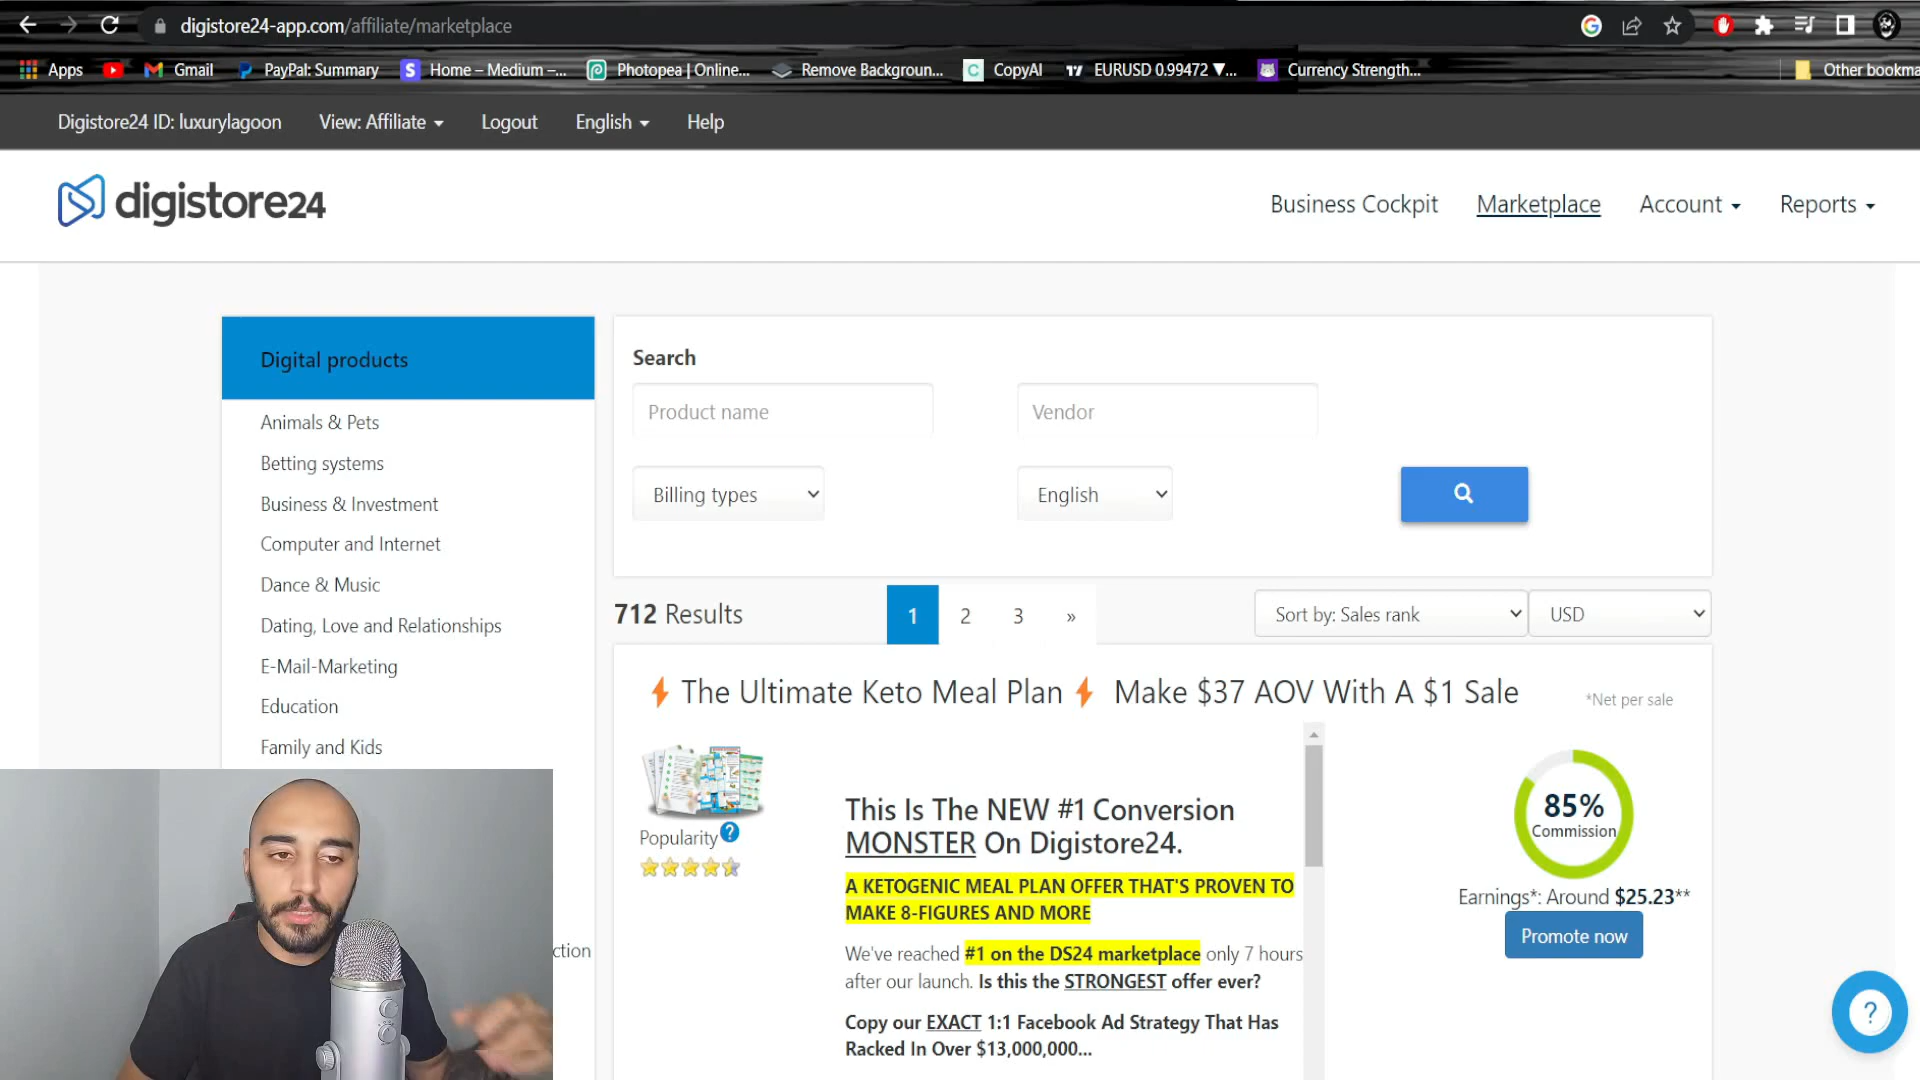 digistore24-app.com/affiliate/marketplace
Apps Gmail PayPal: Summary Home – Medium –... Photopea | Online... Remove Backgroun... CopyAI EURUSD 0.99472 ▼... Currency Strength... Other bookma
Digistore24 ID: luxurylagoon View: Affiliate Logout English Help
digistore24
Business Cockpit Marketplace Account Reports
Digital products
Animals & Pets
Betting systems
Business & Investment
Computer and Internet
Dance & Music
Dating, Love and Relationships
E-Mail-Marketing
Education
Family and Kids
ction
Search
Product name Vendor
Billing types English
712 Results 1 2 3 » Sort by: Sales rank USD
The Ultimate Keto Meal Plan Make $37 AOV With A $1 Sale
*Net per sale
Popularity ?
This Is The NEW #1 Conversion
MONSTER On Digistore24.
A KETOGENIC MEAL PLAN OFFER THAT'S PROVEN TO
MAKE 8-FIGURES AND MORE
We've reached #1 on the DS24 marketplace only 7 hours
after our launch. Is this the STRONGEST offer ever?
Copy our EXACT 1:1 Facebook Ad Strategy That Has
Racked In Over $13,000,000...
85%
Commission
Earnings*: Around $25.23**
Promote now
?